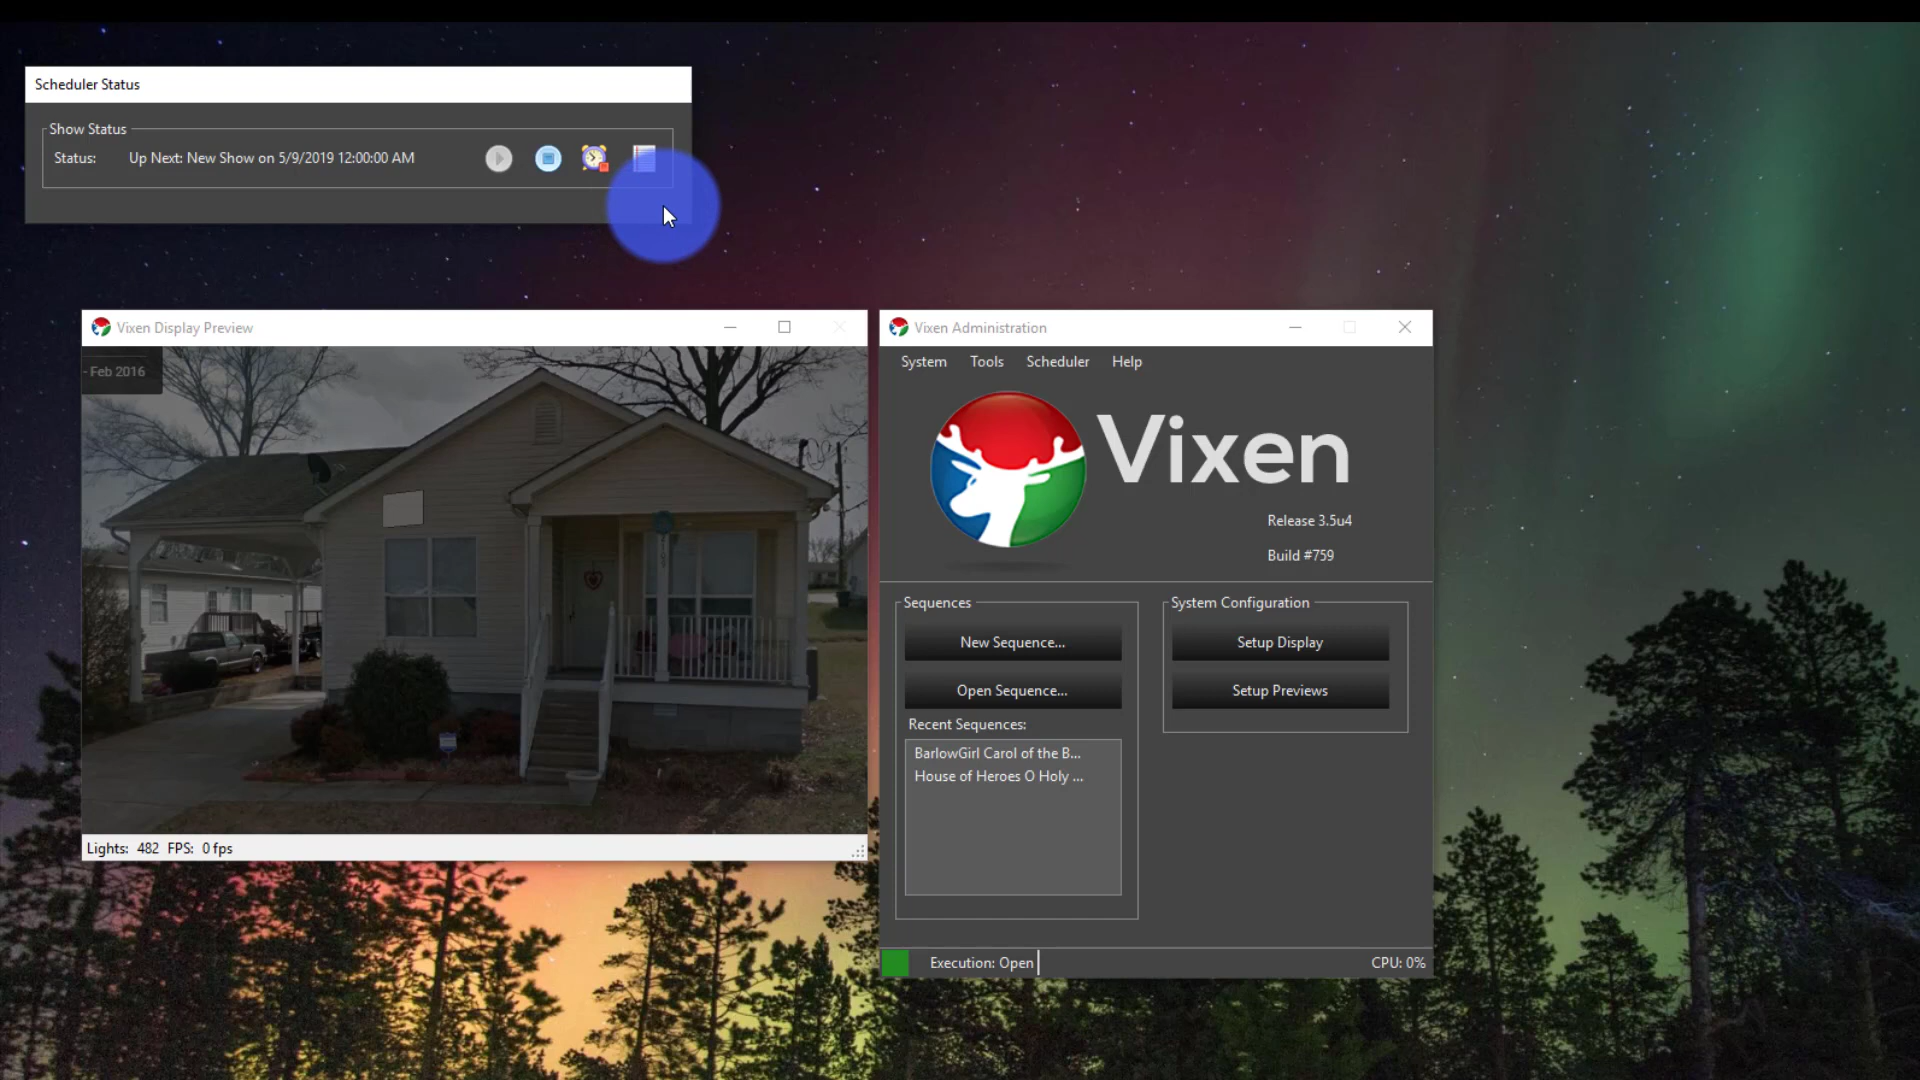 Scheduler Status
Show Status
Status: Up Next: New Show on 5/9/2019 12:00:00 AM
Vixen Display Preview
- Feb 2016
Lights: 482 FPS: 0 fps
Vixen Administration
System Tools Scheduler Help
Vixen
Release 3.5u4
Build #759
Sequences
New Sequence...
Open Sequence...
Recent Sequences:
BarlowGirl Carol of the B...
House of Heroes O Holy ...
System Configuration
Setup Display
Setup Previews
Execution: Open
CPU: 0%